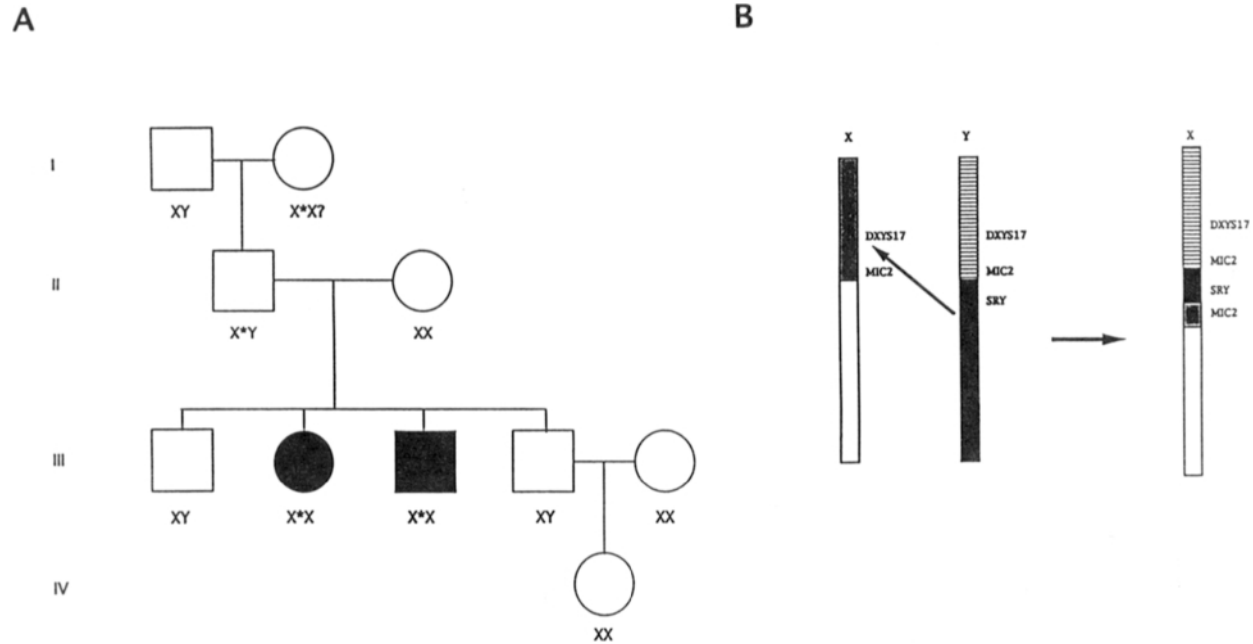 A
B
I
XY
X*X?
II
X*Y
XX
III
XY
X*X
X*X
XY
XX
IV
XX
X
Y
DXYS17
MIC2
DXYS17
MIC2
SRY
X
DXYS17
MIC2
SRY
MIC2